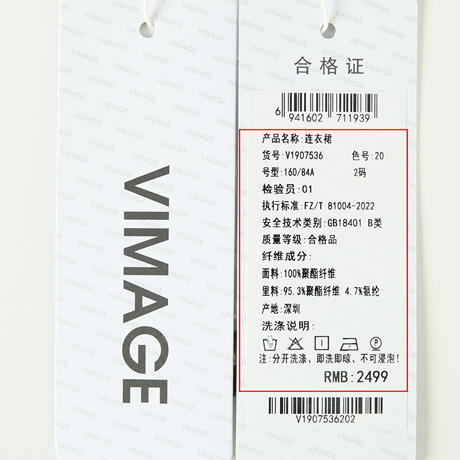 VIMAGE
合格证
6 941602 711939
产品名称:连衣裙
货号:V1907536 色号:20
号型:160/84A 2码
检验员:01
执行标准:FZ/T 81004-2022
安全技术类别:GB18401 B类
质量等级:合格品
纤维成分:
面料:100%聚酯纤维
里料:95.3%聚酯纤维 4.7%氨纶
产地:深圳
洗涤说明:
注:分开洗涤、即洗即晾、不可浸泡!
RMB:2499
V1907536202